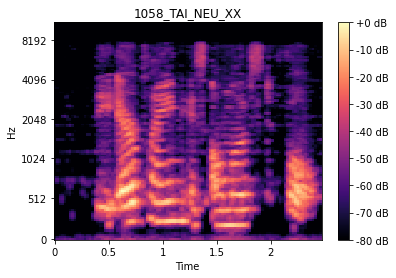 1058_TAI_NEU_XX
Hz
8192
4096
2048
1024
512
0
0
0.5
1
1.5
2
Time
+0 dB
-10 dB
-20 dB
-30 dB
-40 dB
-50 dB
-60 dB
-70 dB
-80 dB